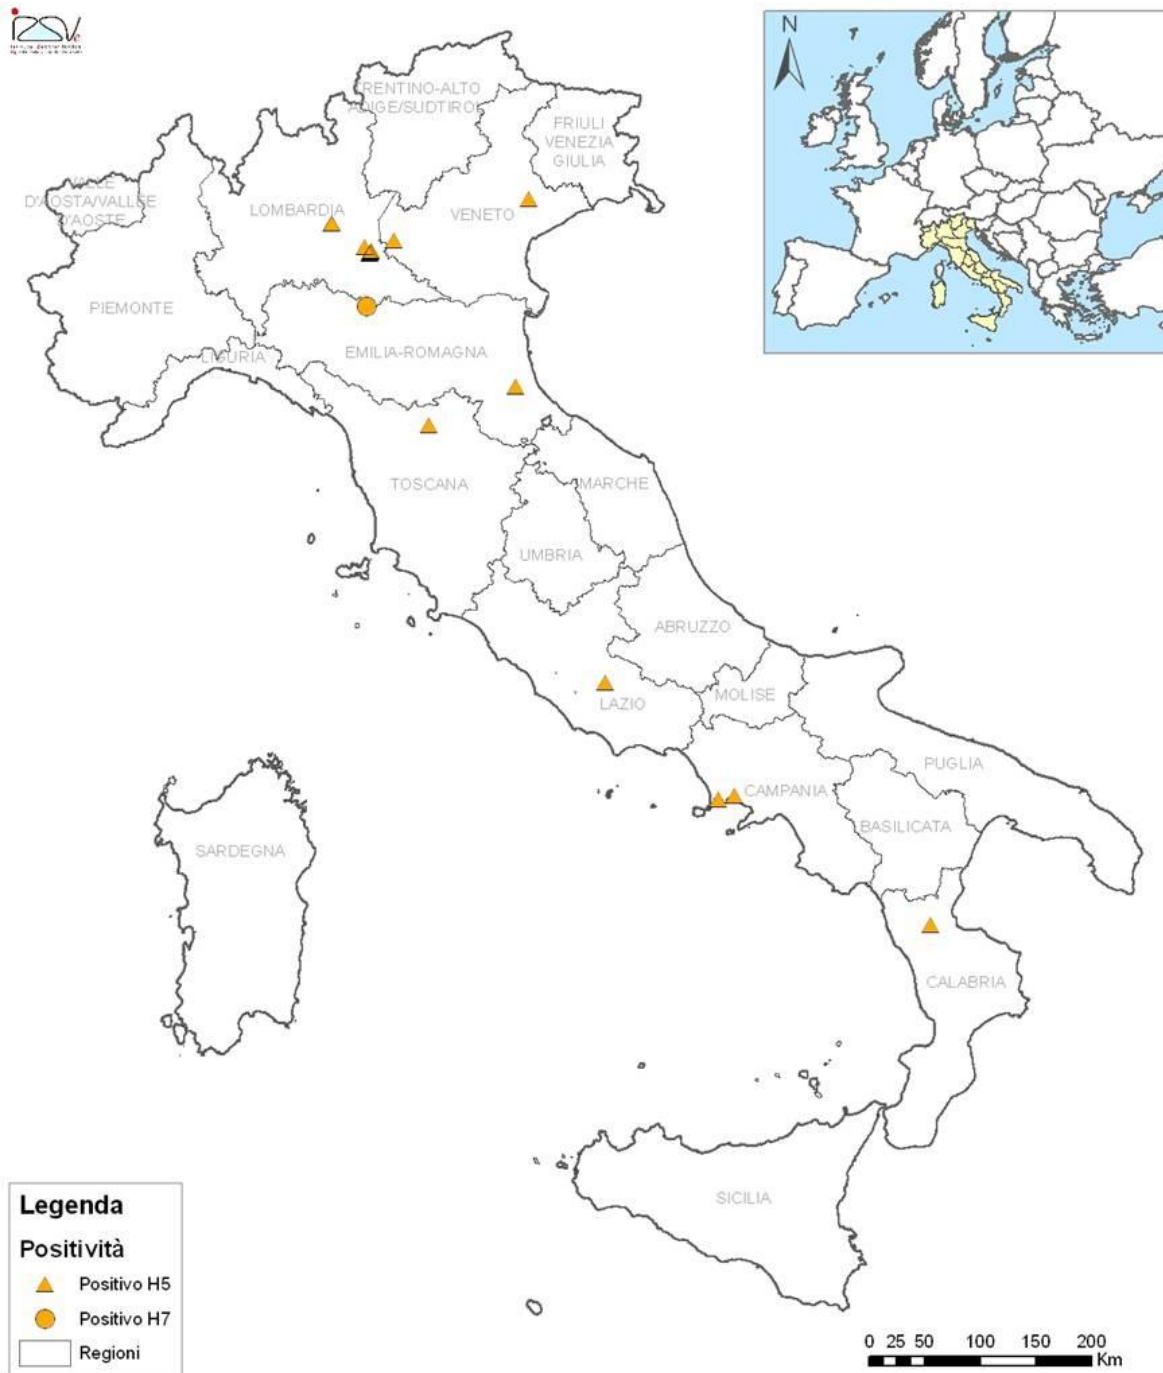 IZSVe
N
TRENTINO-ALTO
ADIGE/SUDTIROL
FRIULI
VENEZIA
GIULIA
VALLE
D'AOSTA/VALLEE
D'AOSTE
LOMBARDIA
VENETO
PIEMONTE
EMILIA-ROMAGNA
LIGURIA
TOSCANA
MARCHE
UMBRIA
ABRUZZO
LAZIO
MOLISE
PUGLIA
CAMPANIA
BASILICATA
SARDEGNA
CALABRIA
SICILIA
Legenda
Positività
Positivo H5
Positivo H7
Regioni
0 25 50 100 150 200
Km